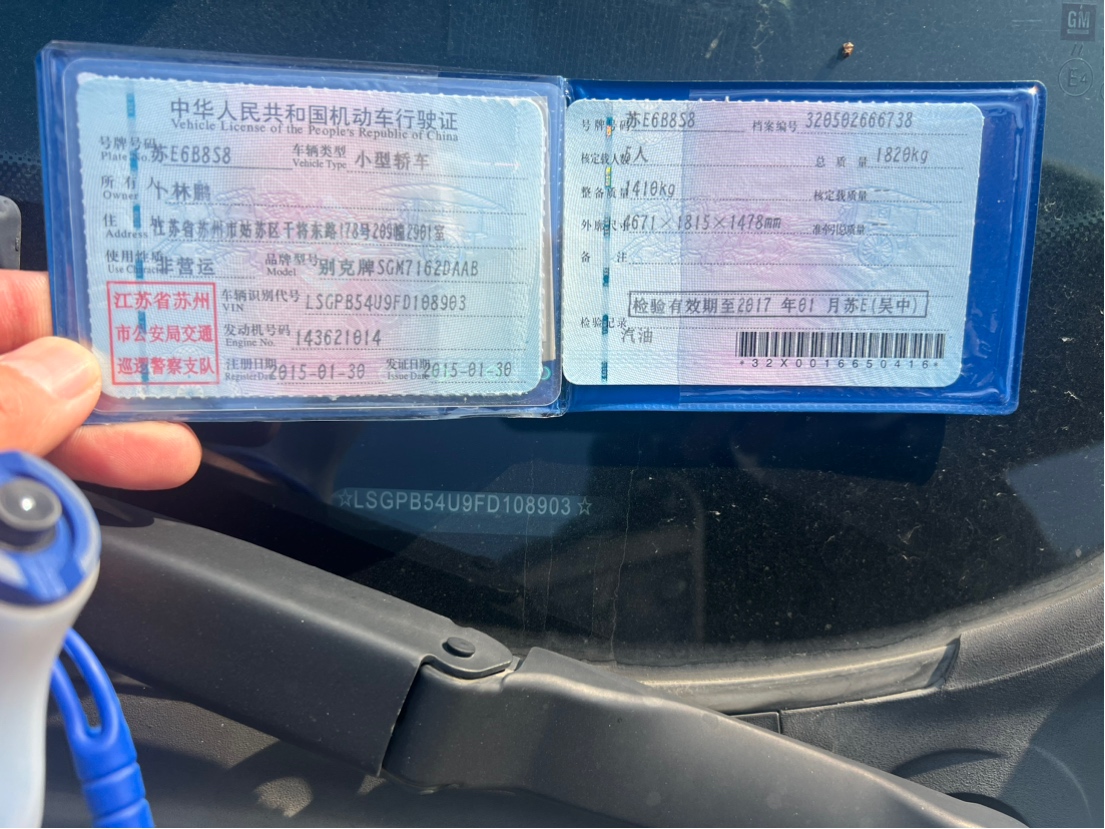 中华人民共和国机动车行驶证
Vehicle License of the People's Republic of China
号牌号码 苏E6B8S8 车辆类型 小型轿车
Plate No. Vehicle Type
所有人 卜林鹏
Owner
住址 江苏省苏州市姑苏区干将东路178号209幢2901室
Address
使用性质 非营运 品牌型号 别克牌SGM7162DAAB
Use Character Model
江苏省苏州
市公安局交通
巡逻警察支队
车辆识别代号 LSGPB54U9FD108903
VIN
发动机号码 143621014
Engine No.
注册日期 2015-01-30 发证日期 2015-01-30
Register Date Issue Date
号牌号码 苏E6B8S8 档案编号 320502666738
核定载人数 5人 总质量 1820kg
整备质量 1410kg 核定载质量 --
外廓尺寸 4671×1815×1478mm 准牵引总质量 --
备注
检验有效期至2017 年01 月苏E(吴中)
检验记录
汽油
*32X0016650416*
☆LSGPB54U9FD108903☆
GM
E4